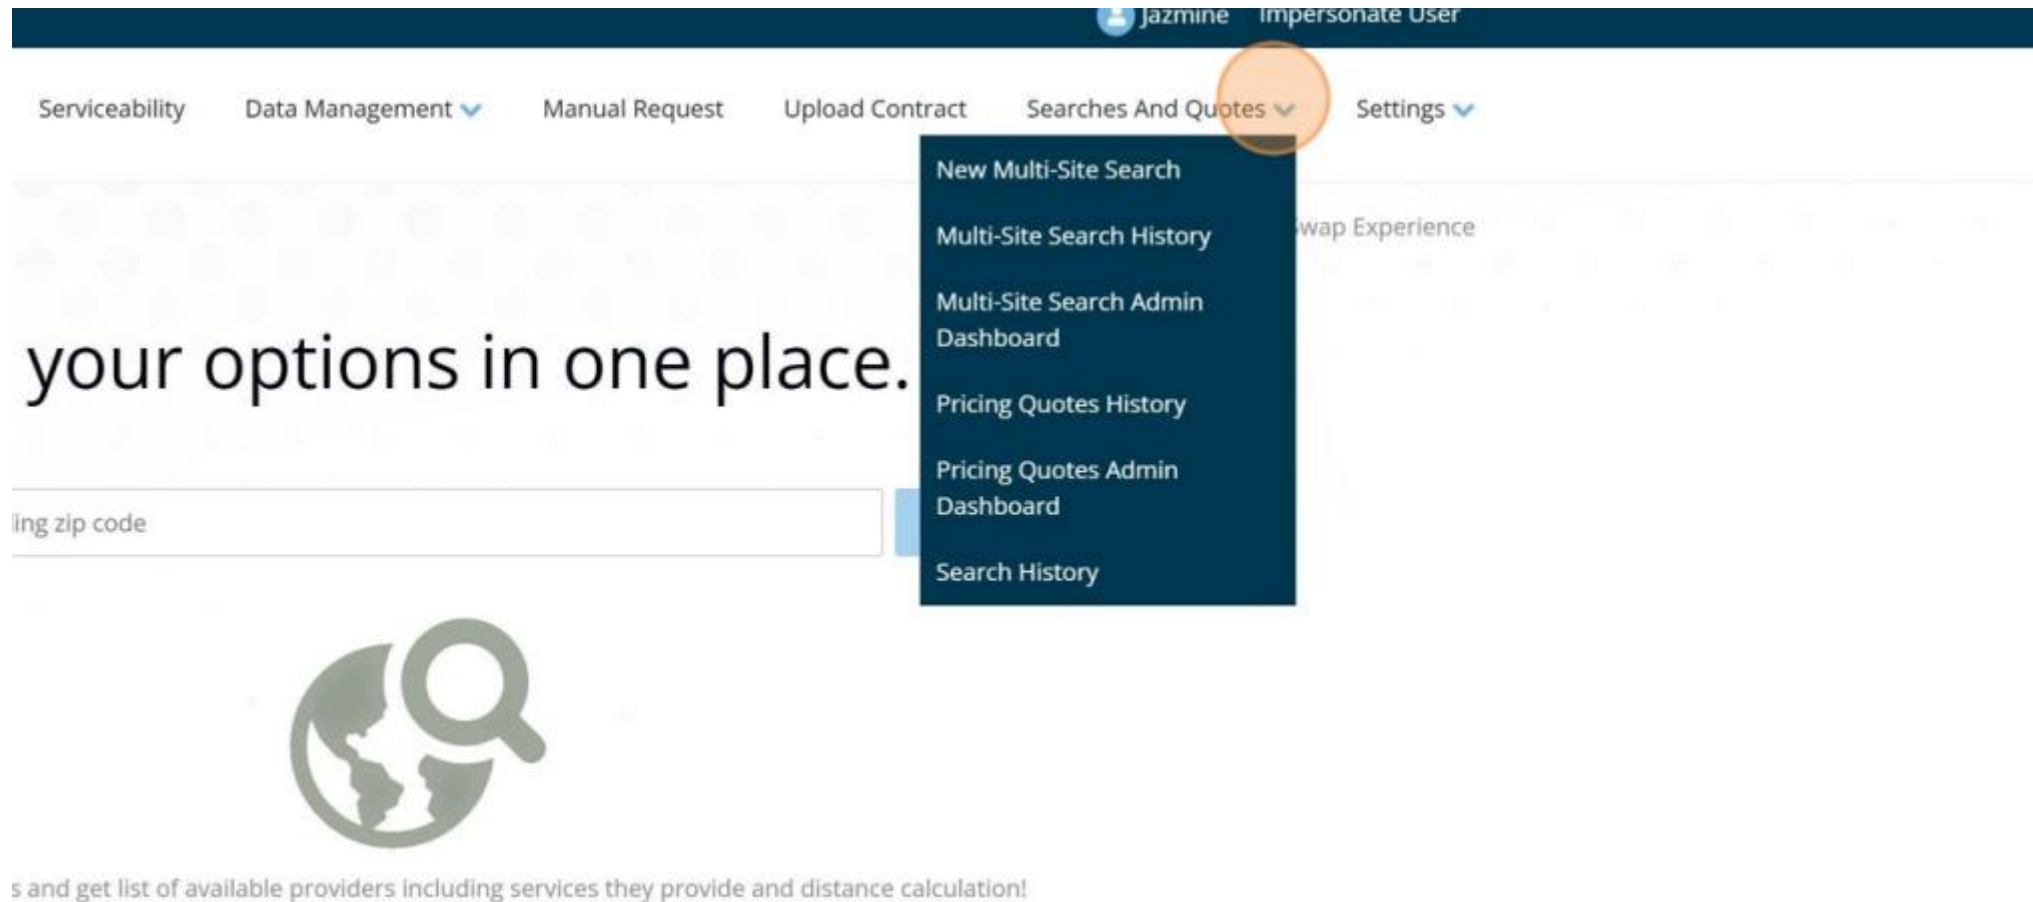 Jazmine Impersonate User
Serviceability Data Management Manual Request Upload Contract Searches And Quotes Settings
New Multi-Site Search
Multi-Site Search History
wap Experience
Multi-Site Search Admin
Dashboard
your options in one place.
Pricing Quotes History
Pricing Quotes Admin
Dashboard
ing zip code
Search History
s and get list of available providers including services they provide and distance calculation!